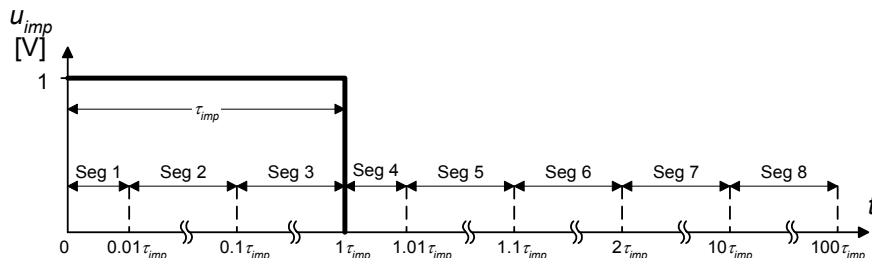 u_imp
[V]
1
τ_imp
Seg 1 Seg 2 Seg 3 Seg 4 Seg 5 Seg 6 Seg 7 Seg 8
t
0 0.01τ_imp 0.1τ_imp 1τ_imp 1.01τ_imp 1.1τ_imp 2τ_imp 10τ_imp 100τ_imp